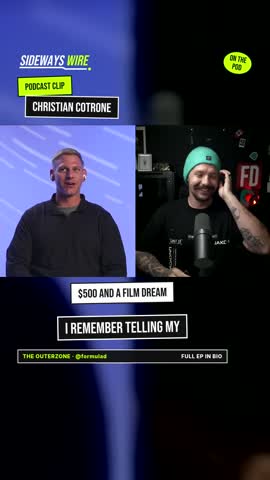 SIDEWAYS WIRE.
ON THE
POD
PODCAST CLIP
CHRISTIAN COTRONE
FD
JAKD
$500 AND A FILM DREAM
I REMEMBER TELLING MY
THE OUTERZONE - @formulad
FULL EP IN BIO